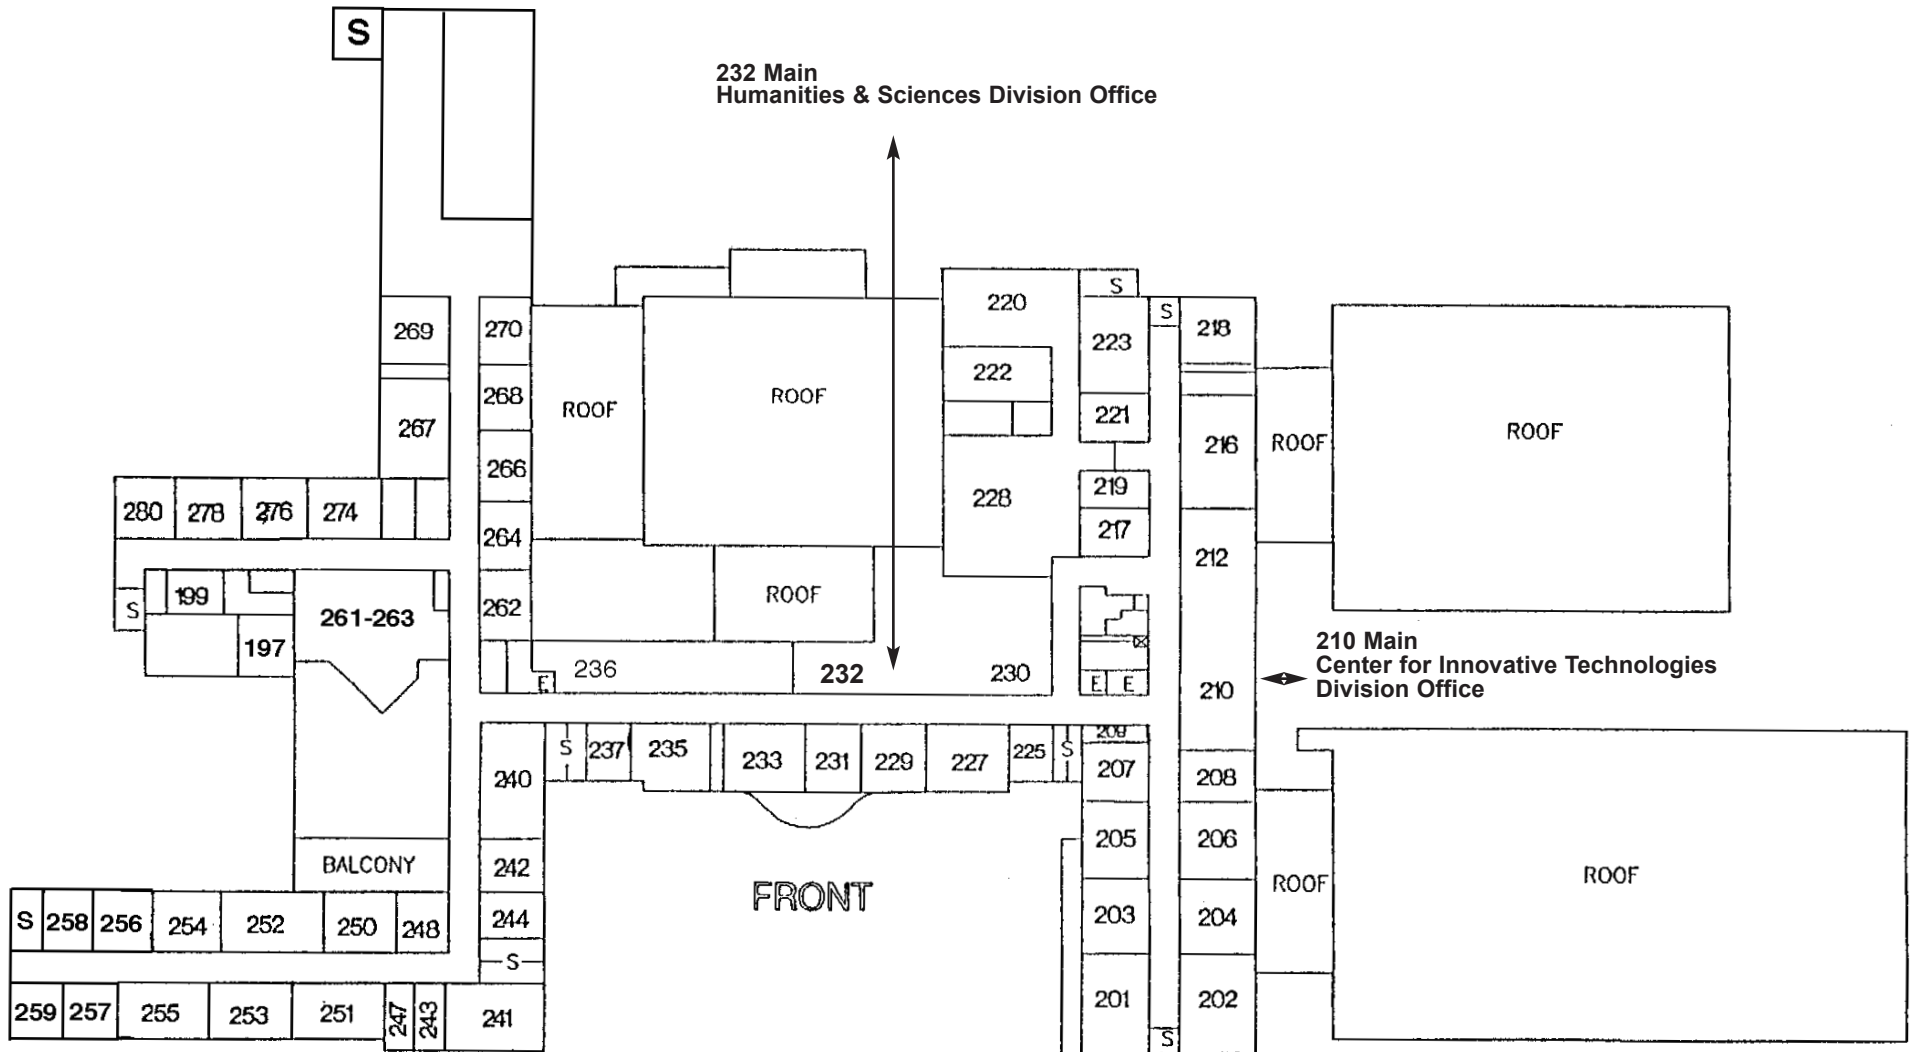 S
232 Main
Humanities & Sciences Division Office
220
S
S
218
269
270
223
222
268
ROOF
ROOF
221
267
216
ROOF
ROOF
266
219
228
280
278
276
274
217
264
212
199
ROOF
S
262
261-263
197
210 Main
Center for Innovative Technologies
Division Office
236
232
230
E
E
E
210
209
S
237
235
233
231
229
227
225
S
207
208
240
205
206
BALCONY
242
FRONT
ROOF
ROOF
S
258
256
254
252
250
248
244
203
204
S
259
257
255
253
251
247
243
241
201
202
S